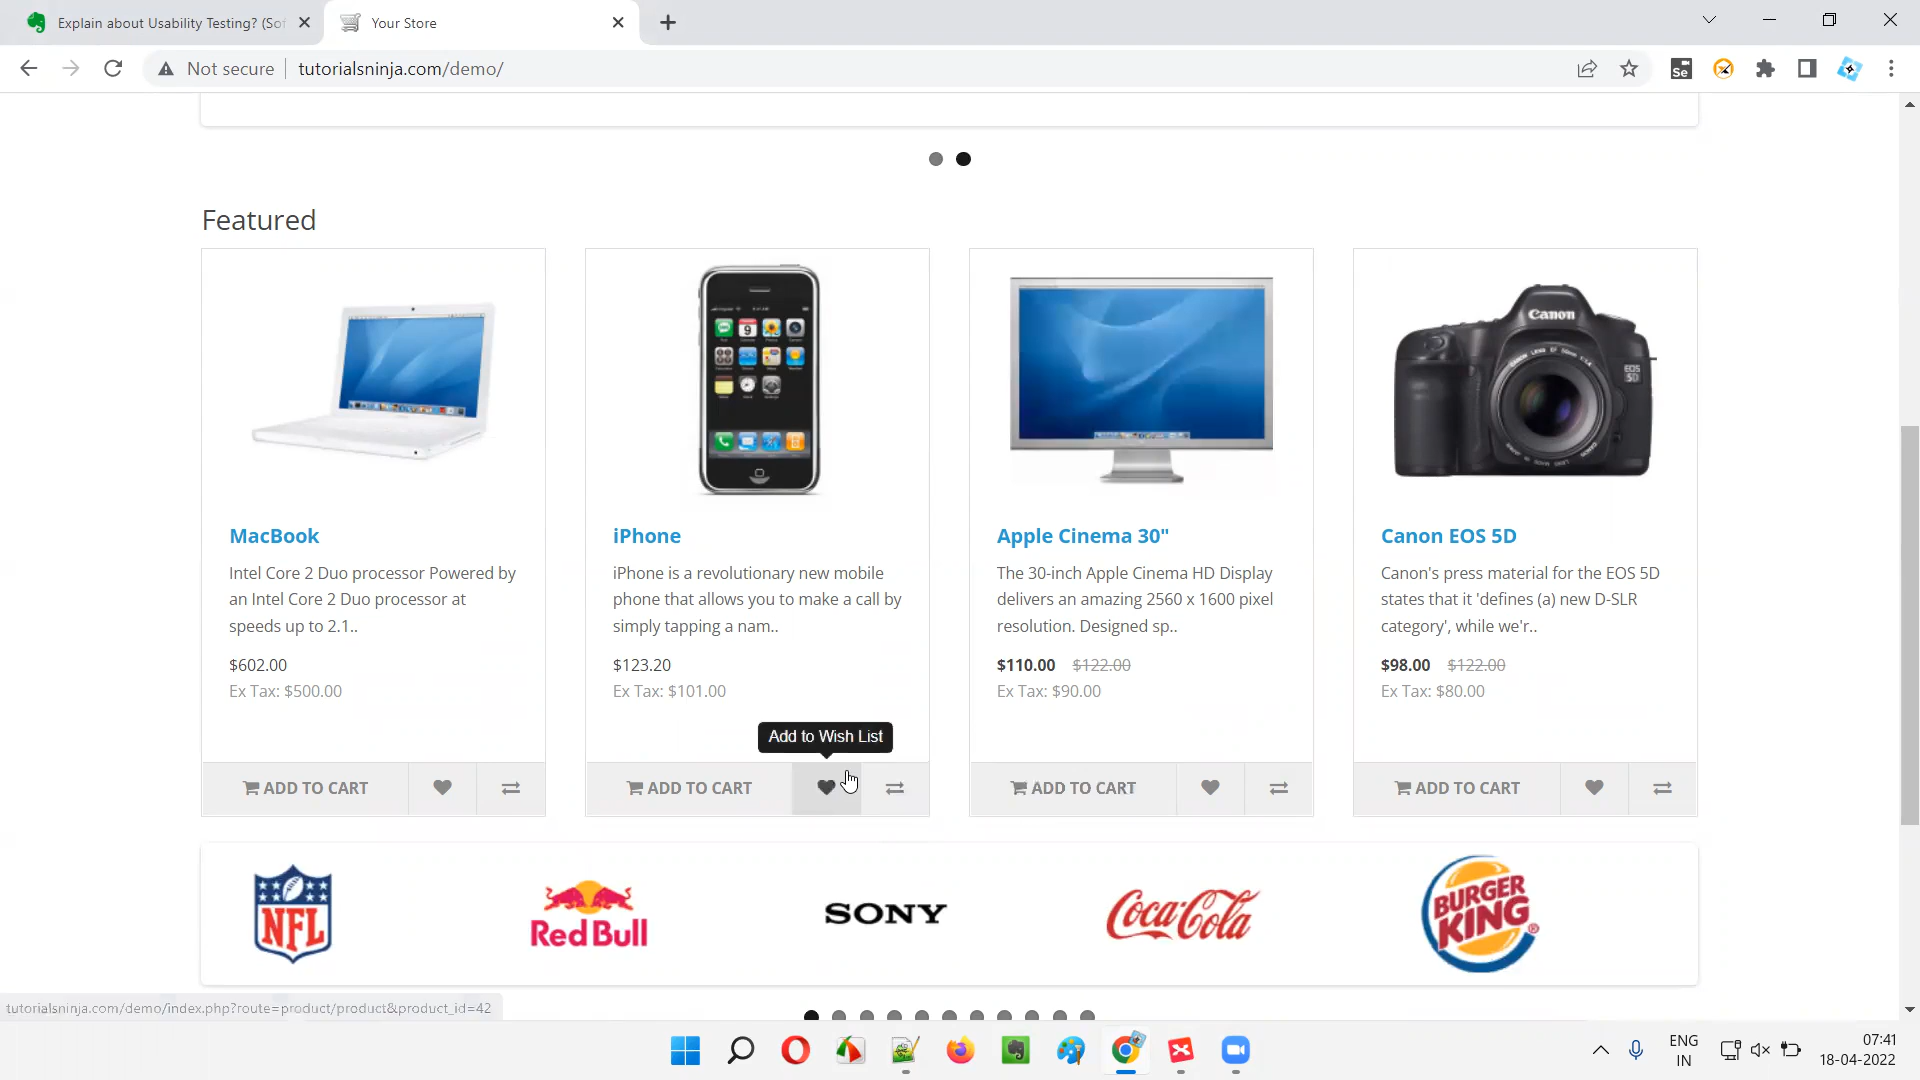 Explain about Usability Testing? (Sof
Your Store
Not secure
tutorialsninja.com/demo/
Featured
Canon
EOS
5D
MacBook
Intel Core 2 Duo processor Powered by
an Intel Core 2 Duo processor at
speeds up to 2.1..
$602.00
Ex Tax: $500.00
ADD TO CART
iPhone
iPhone is a revolutionary new mobile
phone that allows you to make a call by
simply tapping a nam..
$123.20
Ex Tax: $101.00
Add to Wish List
ADD TO CART
Apple Cinema 30"
The 30-inch Apple Cinema HD Display
delivers an amazing 2560 x 1600 pixel
resolution. Designed sp..
$110.00 $122.00
Ex Tax: $90.00
ADD TO CART
Canon EOS 5D
Canon's press material for the EOS 5D
states that it 'defines (a) new D-SLR
category', while we'r..
$98.00 $122.00
Ex Tax: $80.00
ADD TO CART
NFL
Red Bull
SONY
Coca-Cola
BURGER
KING
tutorialsninja.com/demo/index.php?route=product/product&product_id=42
ENG
IN
07:41
18-04-2022